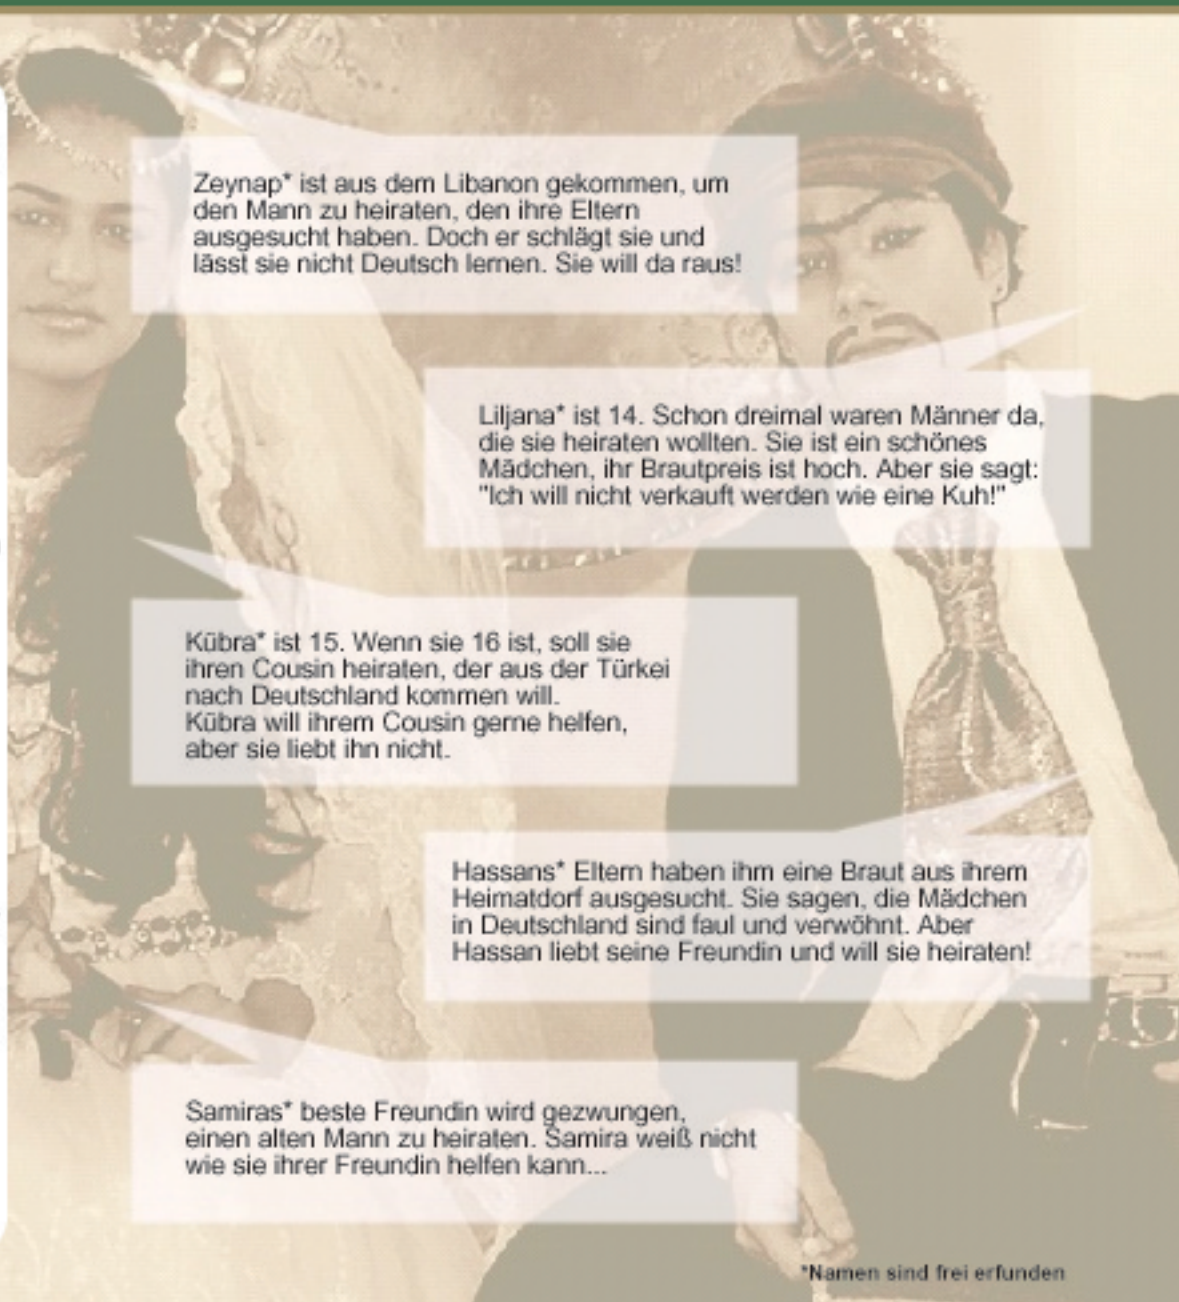 Zeynap* ist aus dem Libanon gekommen, um
den Mann zu heiraten, den ihre Eltern
ausgesucht haben. Doch er schlägt sie und
lässt sie nicht Deutsch lernen. Sie will da raus!
Liljana* ist 14. Schon dreimal waren Männer da,
die sie heiraten wollten. Sie ist ein schönes
Mädchen, ihr Brautpreis ist hoch. Aber sie sagt:
"Ich will nicht verkauft werden wie eine Kuh!"
Kübra* ist 15. Wenn sie 16 ist, soll sie
ihren Cousin heiraten, der aus der Türkei
nach Deutschland kommen will.
Kübra will ihrem Cousin gerne helfen,
aber sie liebt ihn nicht.
Hassans* Eltern haben ihm eine Braut aus ihrem
Heimatdorf ausgesucht. Sie sagen, die Mädchen
in Deutschland sind faul und verwöhnt. Aber
Hassan liebt seine Freundin und will sie heiraten!
Samiras* beste Freundin wird gezwungen,
einen alten Mann zu heiraten. Samira weiß nicht
wie sie ihrer Freundin helfen kann...
*Namen sind frei erfunden